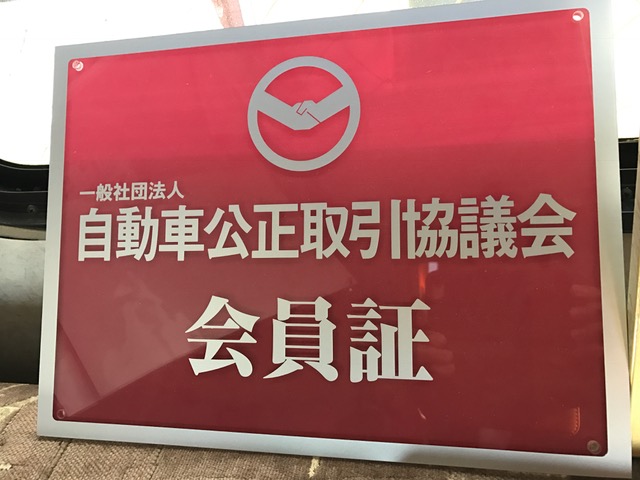 一般社団法人
自動車公正取引協議会
会員証